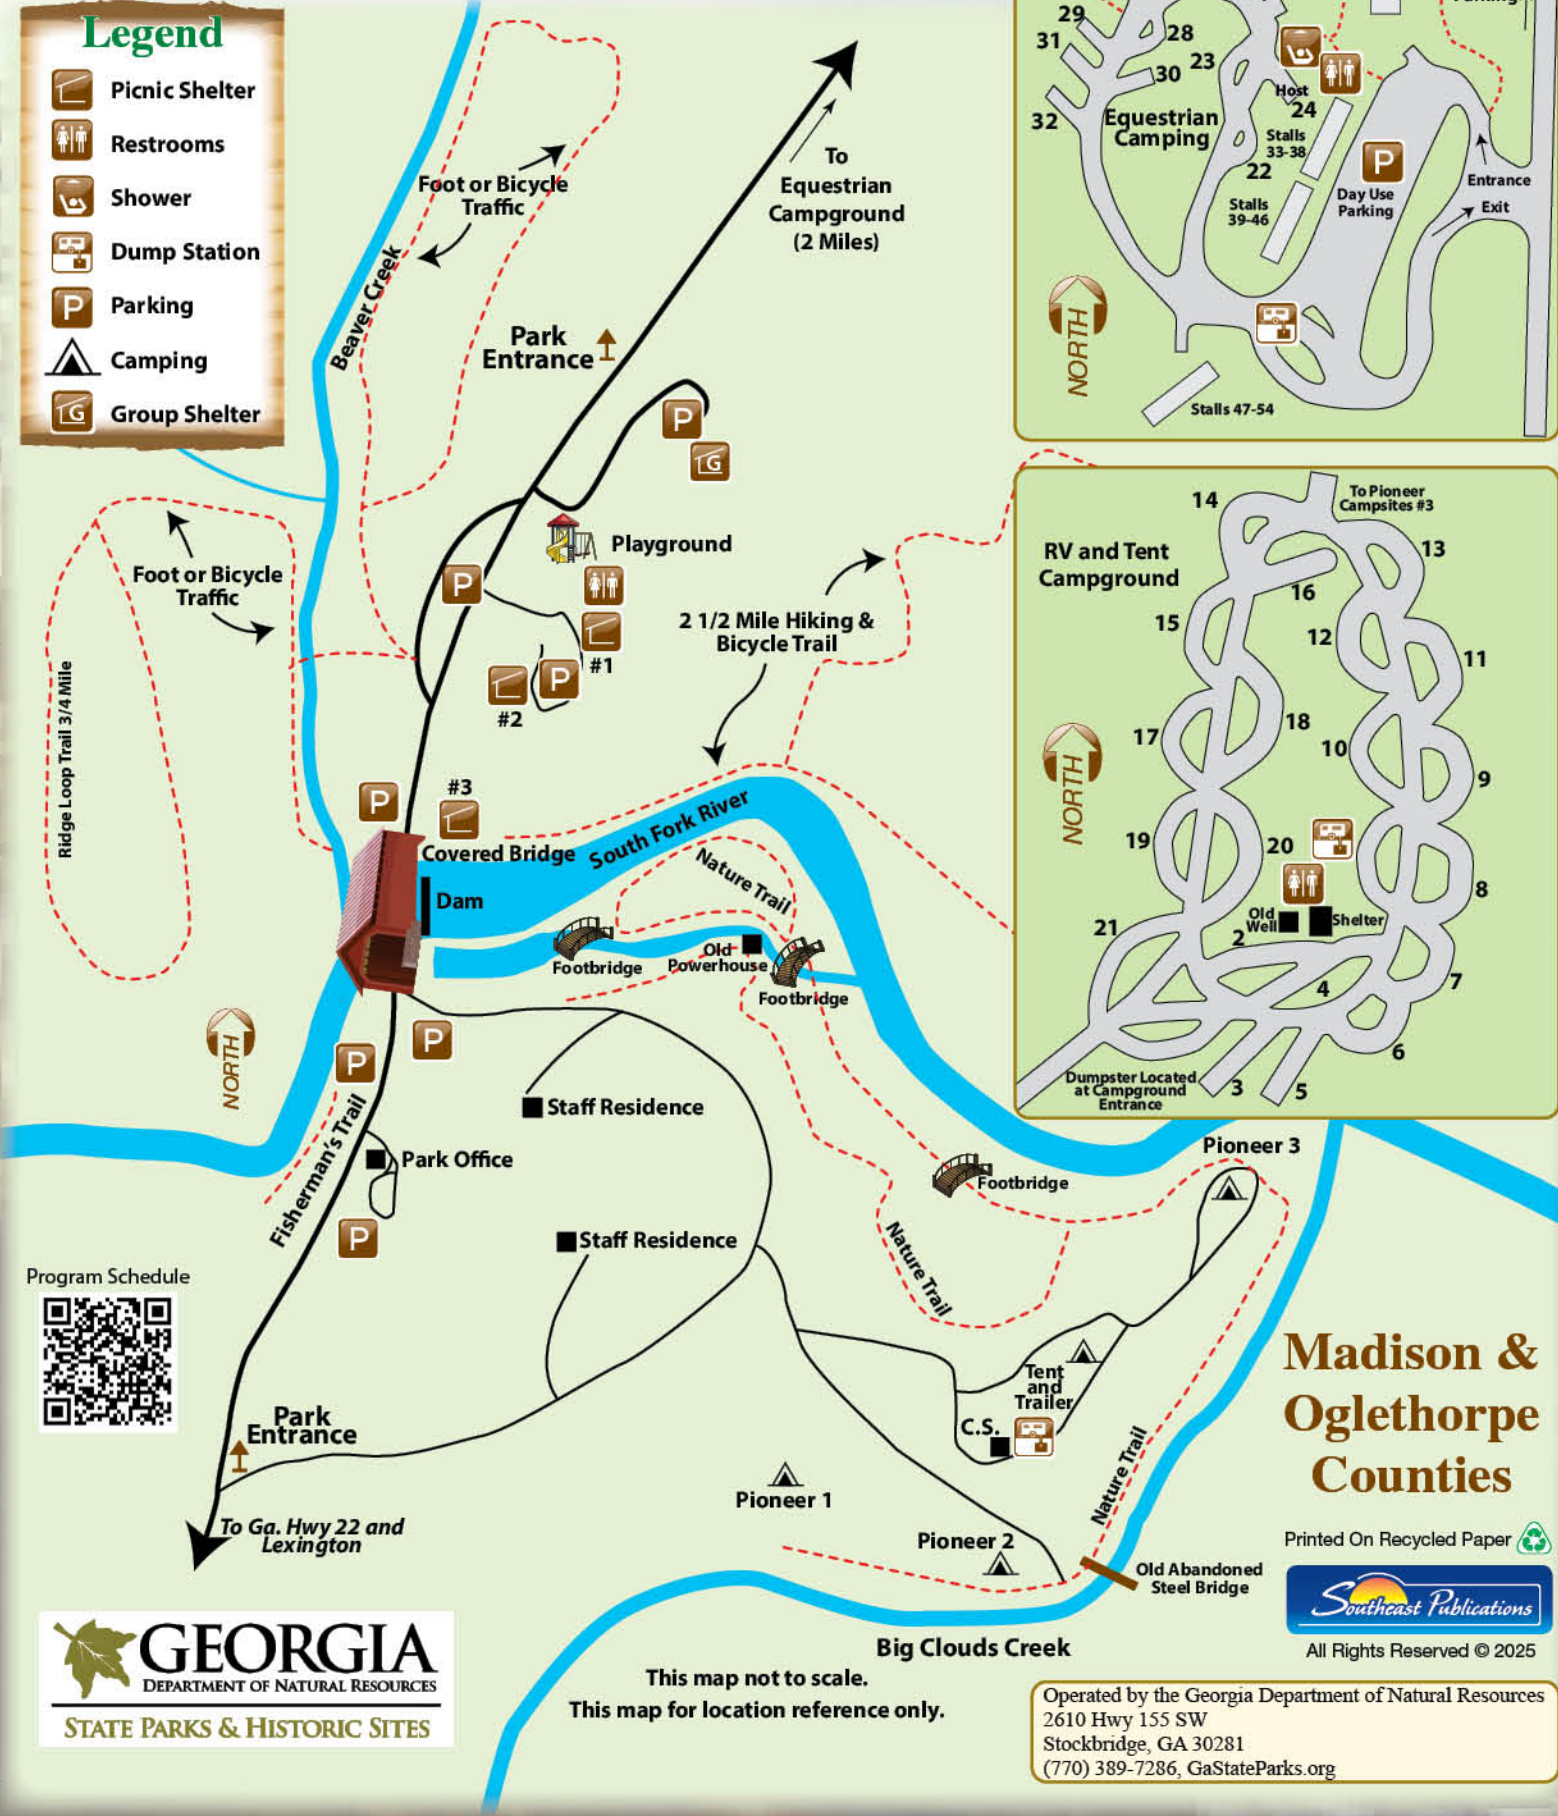 Legend
Picnic Shelter
Restrooms
Shower
Dump Station
P
Parking
Camping
G
Group Shelter
Foot or Bicycle
Traffic
Beaver Creek
To
Equestrian
Campground
(2 Miles)
Park
Entrance
P
G
Playground
P
#1
P
#2
Foot or Bicycle
Traffic
Ridge Loop Trail 3/4 Mile
2 1/2 Mile Hiking &
Bicycle Trail
P
#3
Covered Bridge
South Fork River
Dam
Nature Trail
Footbridge
Old
Powerhouse
Footbridge
NORTH
P
P
Staff Residence
Fisherman's Trail
Park Office
P
Staff Residence
Footbridge
Nature Trail
Pioneer 3
Program Schedule
Park
Entrance
To Ga. Hwy 22 and
Lexington
Tent
and
Trailer
C.S.
Pioneer 1
Pioneer 2
Nature Trail
Old Abandoned
Steel Bridge
Big Clouds Creek
This map not to scale.
This map for location reference only.
GEORGIA
DEPARTMENT OF NATURAL RESOURCES
STATE PARKS & HISTORIC SITES
29
31
28
30
23
32
Equestrian
Camping
Host
24
Stalls
33-38
22
Stalls
39-46
P
Day Use
Parking
Entrance
Exit
NORTH
Stalls 47-54
14
To Pioneer
Campsites #3
RV and Tent
Campground
13
16
15
12
11
18
17
10
9
NORTH
19
20
8
Old
Well
Shelter
21
2
7
4
6
Dumpster Located
at Campground
Entrance
3
5
Madison &
Oglethorpe
Counties
Printed On Recycled Paper
Southeast Publications
All Rights Reserved © 2025
Operated by the Georgia Department of Natural Resources
2610 Hwy 155 SW
Stockbridge, GA 30281
(770) 389-7286, GaStateParks.org